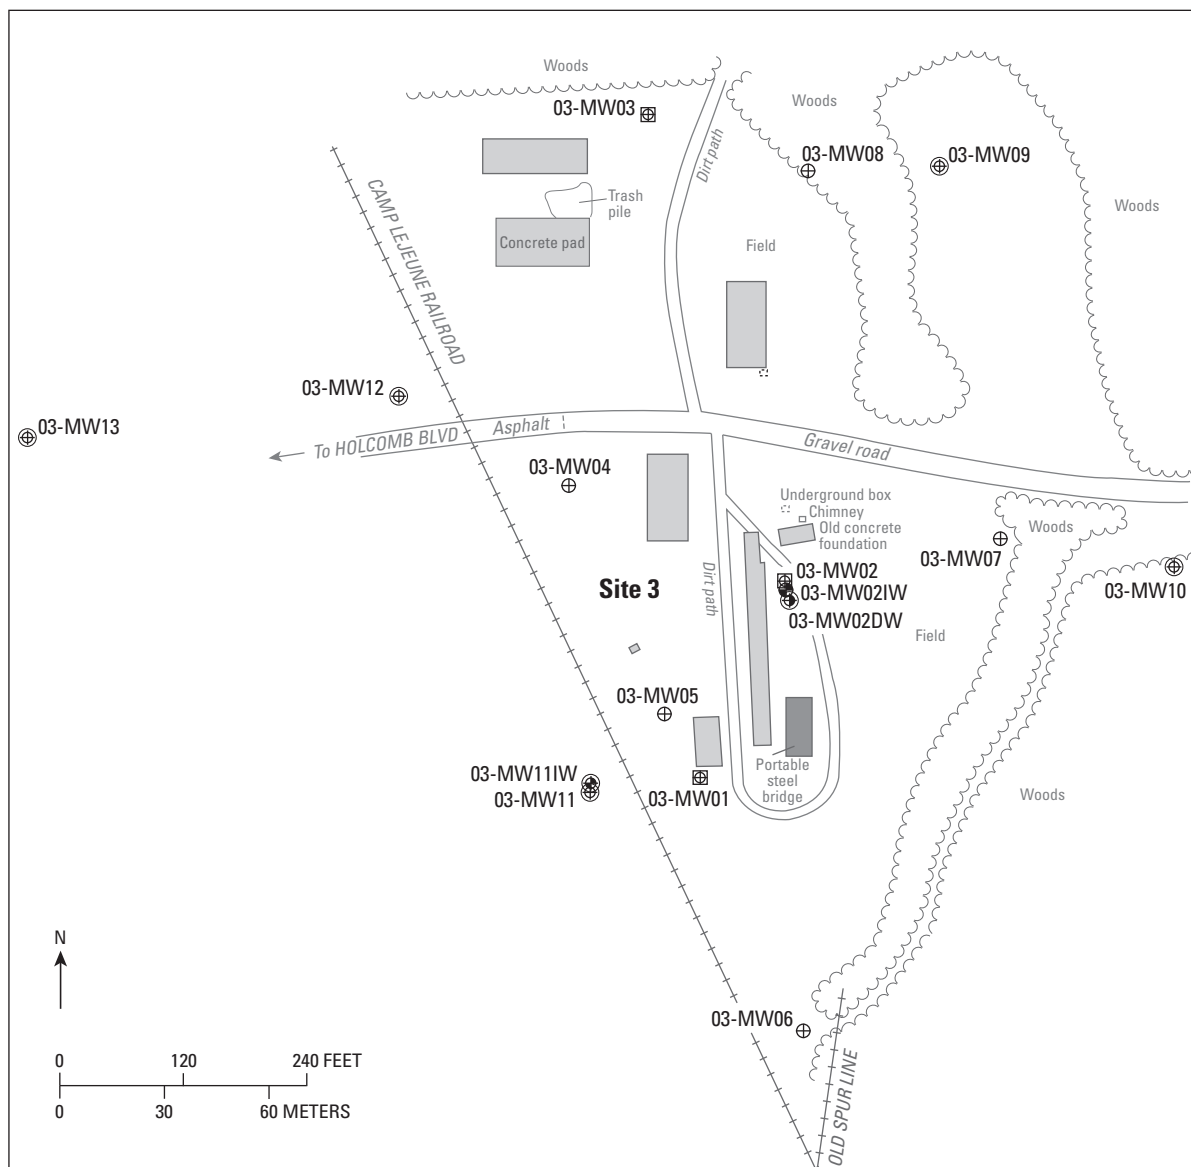 Woods
03-MW03
Woods
03-MW08
03-MW09
Dirt path
CAMP LEJEUNE RAILROAD
Trash
pile
Woods
Concrete pad
Field
03-MW12
03-MW13
To HOLCOMB BLVD
Asphalt
Gravel road
03-MW04
Underground box
Chimney
Old concrete
foundation
Woods
03-MW07
03-MW10
Dirt path
03-MW02
03-MW02IW
03-MW02DW
Site 3
Field
03-MW05
03-MW11IW
03-MW11
03-MW01
Portable
steel
bridge
Woods
N
03-MW06
0 120 240 FEET
0 30 60 METERS
OLD SPUR LINE